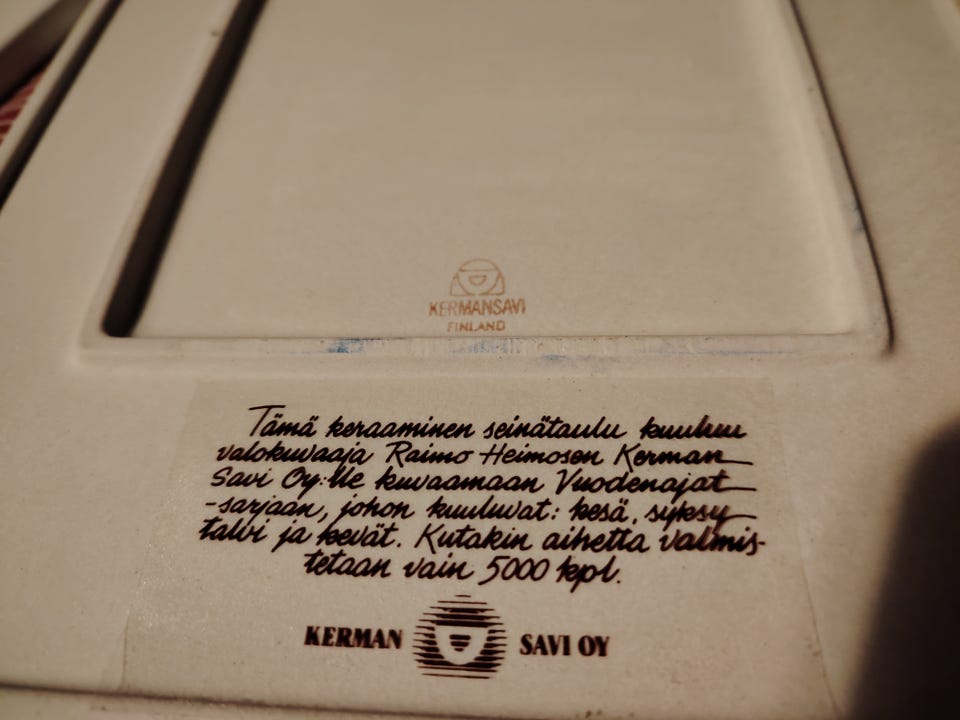 KERMANSAVI
FINLAND
Tämä keraaminen seinätaulu kuuluu
valokuvaaja Raimo Heimosen Kerman
Savi Oy:lle kuvaamaan Vuodenajat
-sarjaan, johon kuuluvat: kesä, syksy
talvi ja kevät. Kutakin aihetta valmis-
tetaan vain 5000 kpl.
KERMAN SAVI OY